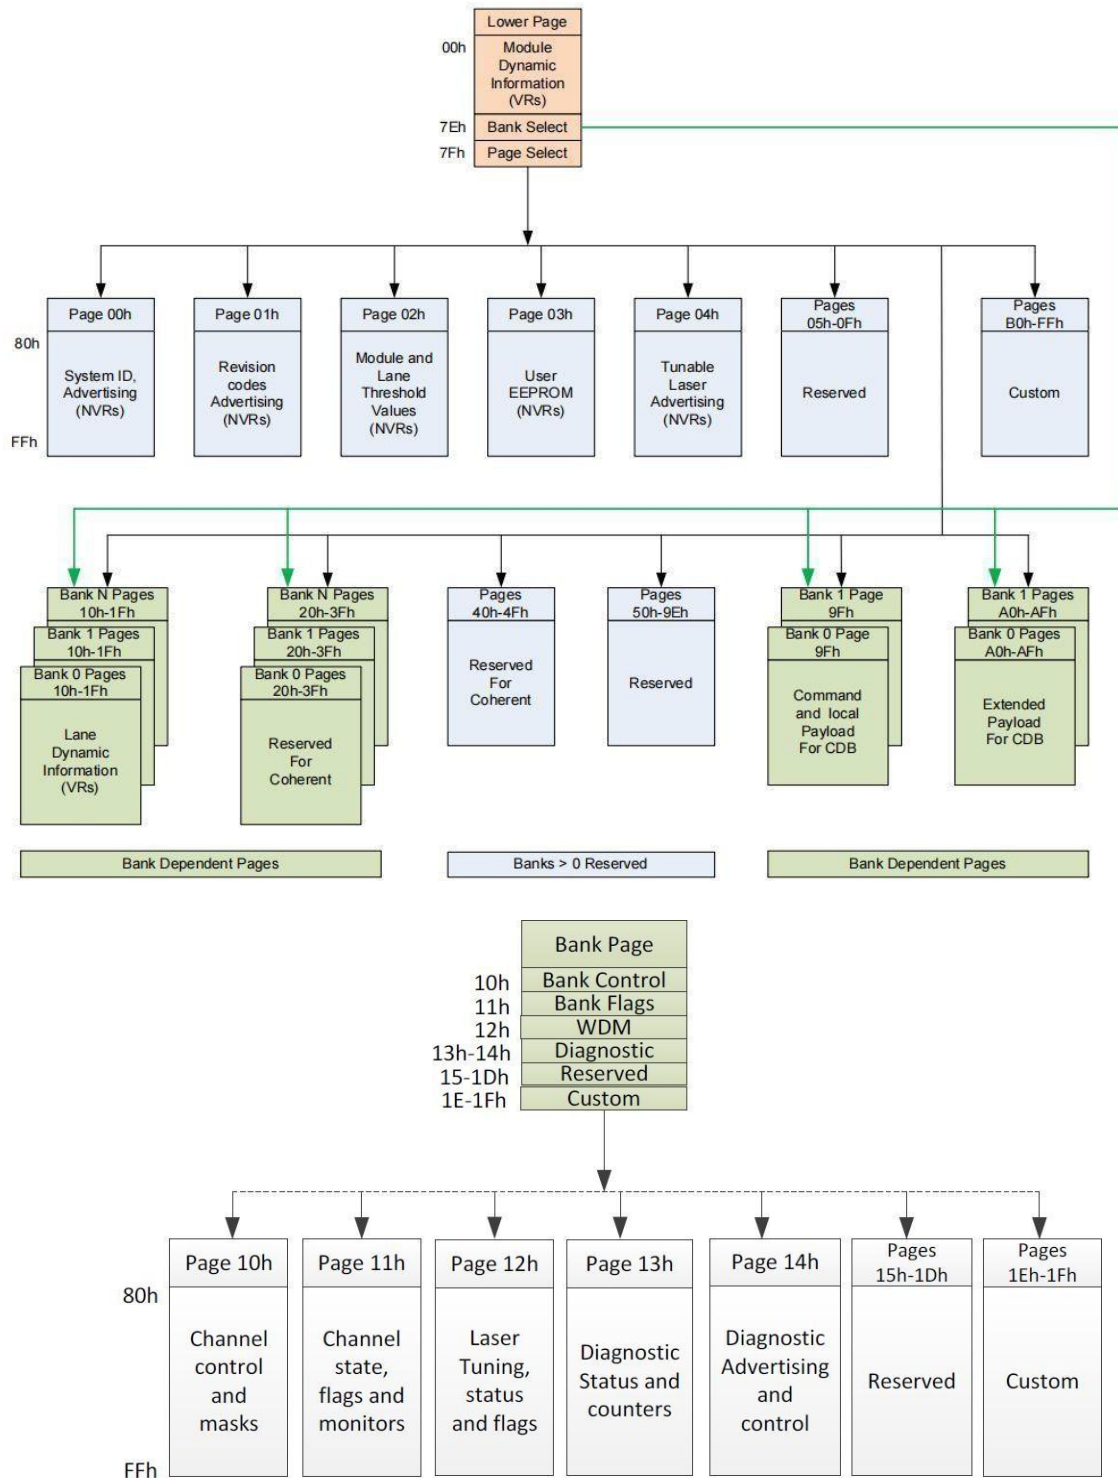 Lower Page
00h
Module
Dynamic
Information
(VRs)
7Eh
Bank Select
7Fh
Page Select
Page 00h
Page 01h
Page 02h
Page 03h
Page 04h
Pages
05h-0Fh
Pages
B0h-FFh
80h
System ID,
Advertising
(NVRs)
Revision
codes
Advertising
(NVRs)
Module and
Lane
Threshold
Values
(NVRs)
User
EEPROM
(NVRs)
Tunable
Laser
Advertising
(NVRs)
Reserved
Custom
FFh
Bank N Pages
10h-1Fh
Bank 1 Pages
10h-1Fh
Bank 0 Pages
10h-1Fh
Lane
Dynamic
Information
(VRs)
Bank N Pages
20h-3Fh
Bank 1 Pages
20h-3Fh
Bank 0 Pages
20h-3Fh
Reserved
For
Coherent
Pages
40h-4Fh
Reserved
For
Coherent
Pages
50h-9Eh
Reserved
Bank 1 Page
9Fh
Bank 0 Page
9Fh
Command
and local
Payload
For CDB
Bank 1 Pages
A0h-AFh
Bank 0 Pages
A0h-AFh
Extended
Payload
For CDB
Bank Dependent Pages
Banks > 0 Reserved
Bank Dependent Pages
Bank Page
10h
Bank Control
11h
Bank Flags
12h
WDM
13h-14h
Diagnostic
15-1Dh
Reserved
1E-1Fh
Custom
Page 10h
Page 11h
Page 12h
Page 13h
Page 14h
Pages
15h-1Dh
Pages
1Eh-1Fh
80h
Channel
control
and
masks
Channel
state,
flags and
monitors
Laser
Tuning,
status
and flags
Diagnostic
Status and
counters
Diagnostic
Advertising
and
control
Reserved
Custom
FFh